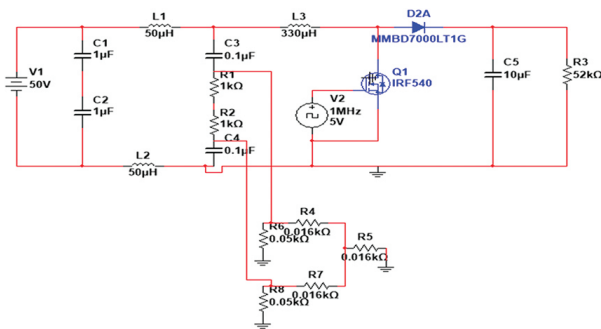 L1
50µH
L3
330µH
D2A
MMBD7000LT1G
C1
1µF
C3
0.1µF
V1
50V
R1
1kΩ
Q1
IRF540
C5
10µF
R3
52kΩ
C2
1µF
R2
1kΩ
V2
1MHz
5V
C4
0.1µF
L2
50µH
R4
0.016kΩ
R6
0.05kΩ
R5
0.016kΩ
R7
0.016kΩ
R8
0.05kΩ